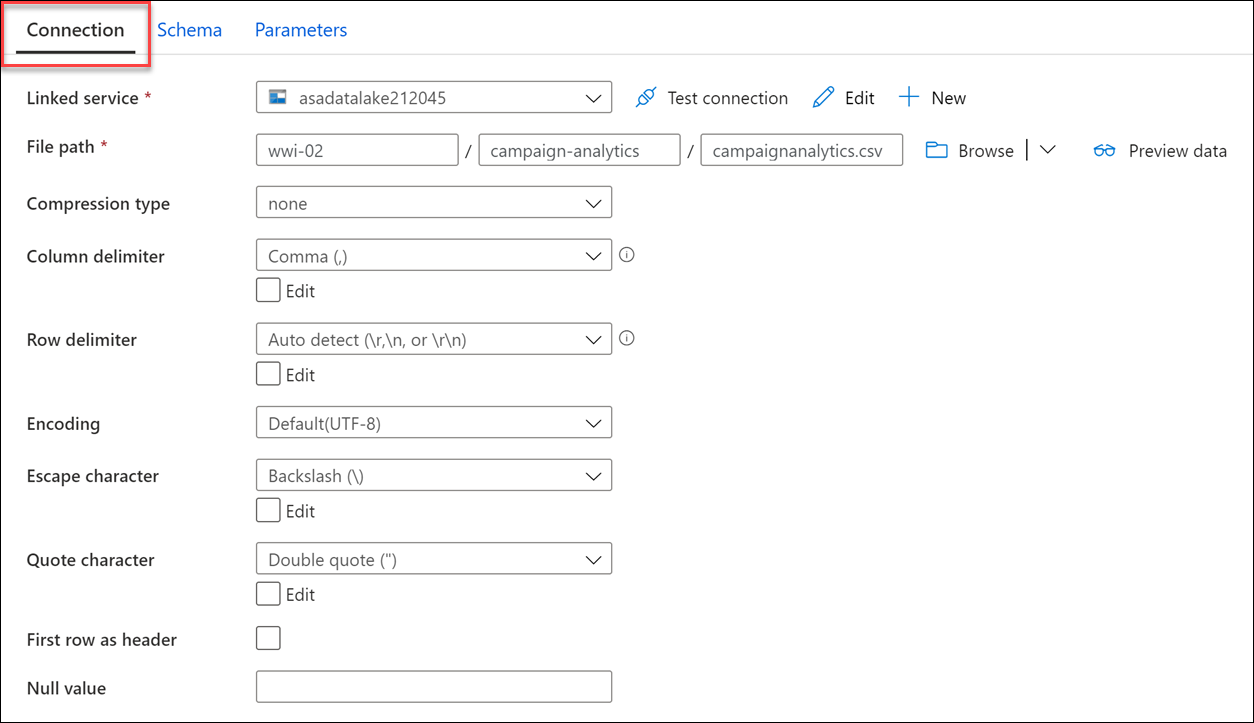 Connection Schema Parameters
Linked service * asadatalake212045 Test connection Edit New
File path * wwi-02 / campaign-analytics / campaignanalytics.csv Browse Preview data
Compression type none
Column delimiter Comma (,)
Edit
Row delimiter Auto detect (\r,\n, or \r\n)
Edit
Encoding Default(UTF-8)
Escape character Backslash (\)
Edit
Quote character Double quote (")
Edit
First row as header
Null value